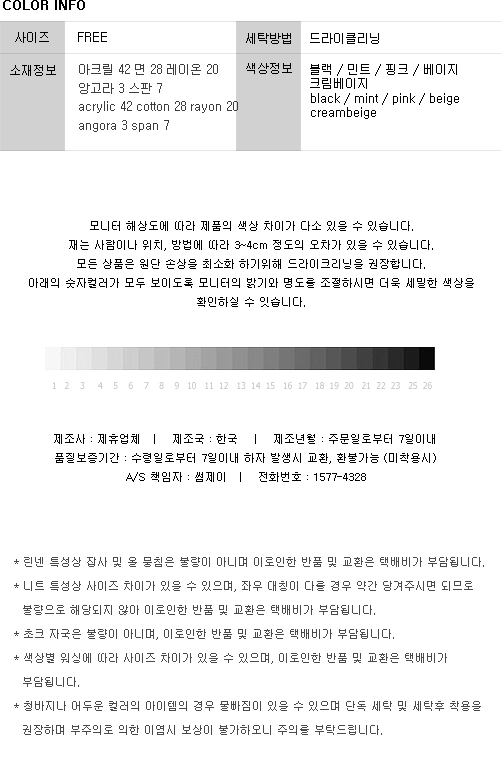 COLOR INFO
사이즈 FREE 세탁방법 드라이클리닝
소재정보 아크릴 42 면 28 레이온 20
앙고라 3 스판 7
acrylic 42 cotton 28 rayon 20
angora 3 span 7
색상정보 블랙 / 민트 / 핑크 / 베이지
크림베이지
black / mint / pink / beige
creambeige
모니터 해상도에 따라 제품의 색상 차이가 다소 있을 수 있습니다.
재는 사람이나 위치, 방법에 따라 3~4cm 정도의 오차가 있을 수 있습니다.
모든 상품은 원단 손상을 최소화 하기위해 드라이크리닝을 권장합니다.
아래의 숫자컬러가 모두 보이도록 모니터의 밝기와 명도를 조절하시면 더욱 세밀한 색상을
확인하실 수 잇습니다.
1 2 3 4 5 6 7 8 9 10 11 12 13 14 15 16 17 18 19 20 21 22 23 25 26
제조사 : 제휴업체 | 제조국 : 한국 | 제조년월 : 주문일로부터 7일이내
품질보증기간 : 수령일로부터 7일이내 하자 발생시 교환, 환불가능 (미착용시)
A/S 책임자 : 썸제이 | 전화번호 : 1577-4328
* 린넨 특성상 잡사 및 올 뭉침은 불량이 아니며 이로인한 반품 및 교환은 택배비가 부담됩니다.
* 니트 특성상 사이즈 차이가 있을 수 있으며, 좌우 대칭이 다를 경우 약간 당겨주시면 되므로
불량으로 해당되지 않아 이로인한 반품 및 교환은 택배비가 부담됩니다.
* 초크 자국은 불량이 아니며, 이로인한 반품 및 교환은 택배비가 부담됩니다.
* 색상별 워싱에 따라 사이즈 차이가 있을 수 있으며, 이로인한 반품 및 교환은 택배비가
부담됩니다.
* 청바지나 어두운 컬러의 아이템의 경우 물빠짐이 있을 수 있으며 단독 세탁 및 세탁후 착용을
권장하며 부주의로 의한 이염시 보상이 불가하오니 주의를 부탁드립니다.